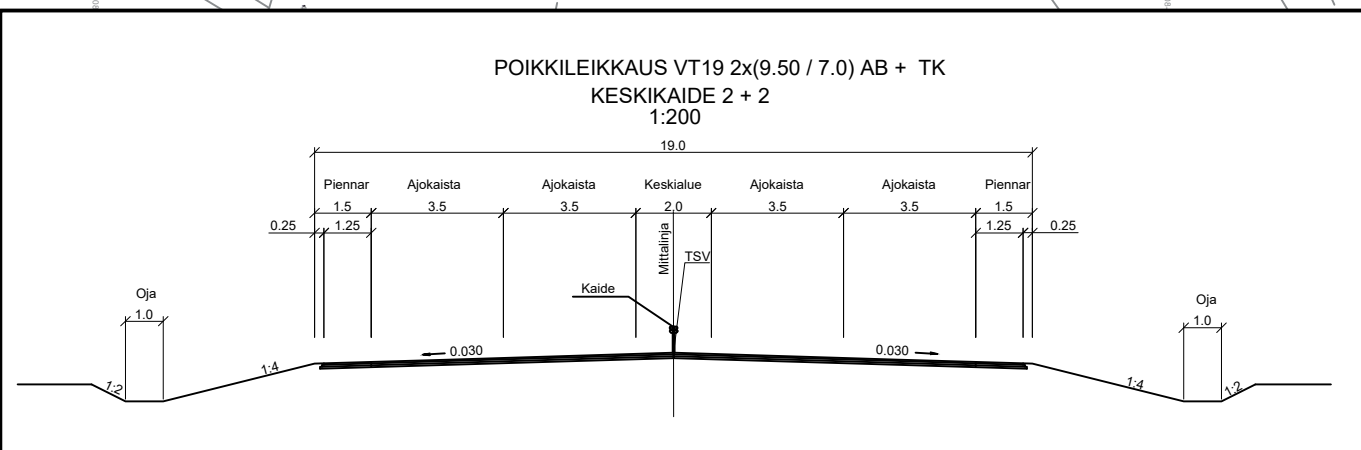 POIKKILEIKKAUS VT19 2x(9.50 / 7.0) AB + TK
KESKIKAIDE 2 + 2
1:200
19.0
Piennar Ajokaista Ajokaista Keskialue Ajokaista Ajokaista Piennar
1.5 3.5 3.5 2.0 3.5 3.5 1.5
0.25 1.25 1.25 0.25
Mittalinja
TSV
Kaide
Oja Oja
1.0 1.0
0.030 0.030
1:2 1:4 1:4 1:2